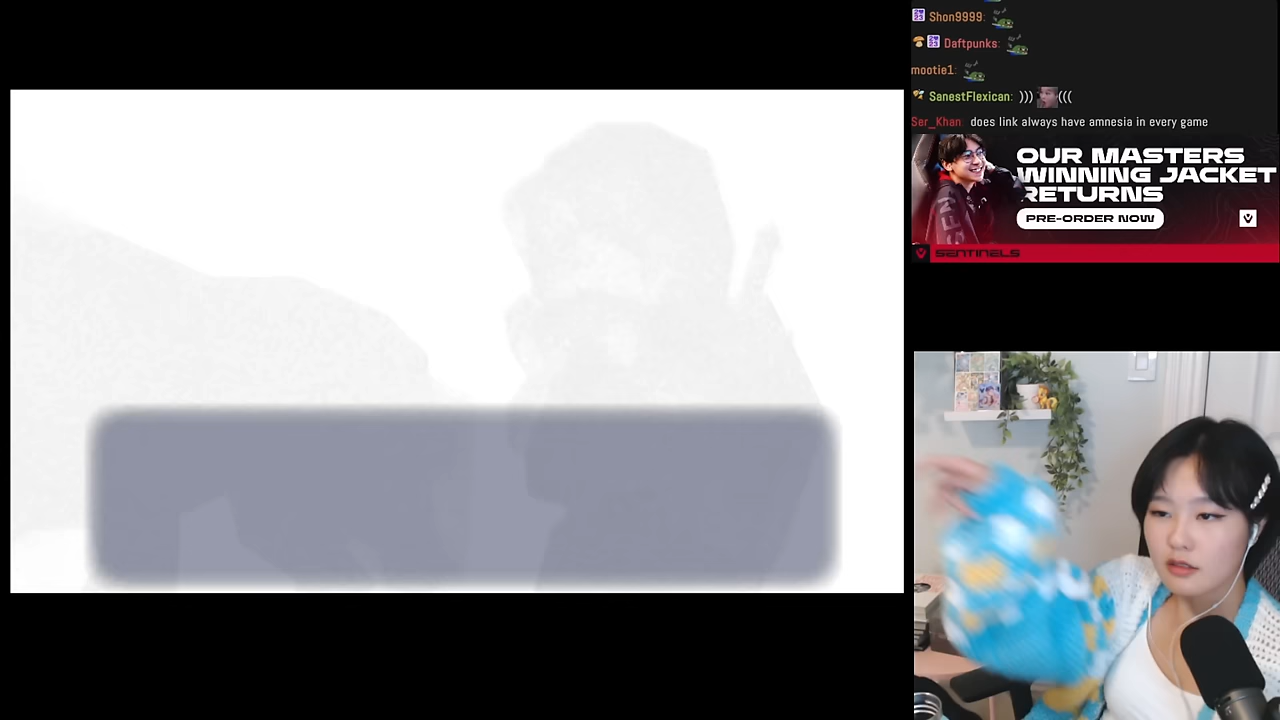 Shon9999:
Daftpunks:
mootie1:
SanestFlexican: ))) (((
Ser_Khan: does link always have amnesia in every game
OUR MASTERS
WINNING JACKET
RETURNS
PRE-ORDER NOW
SENTINELS